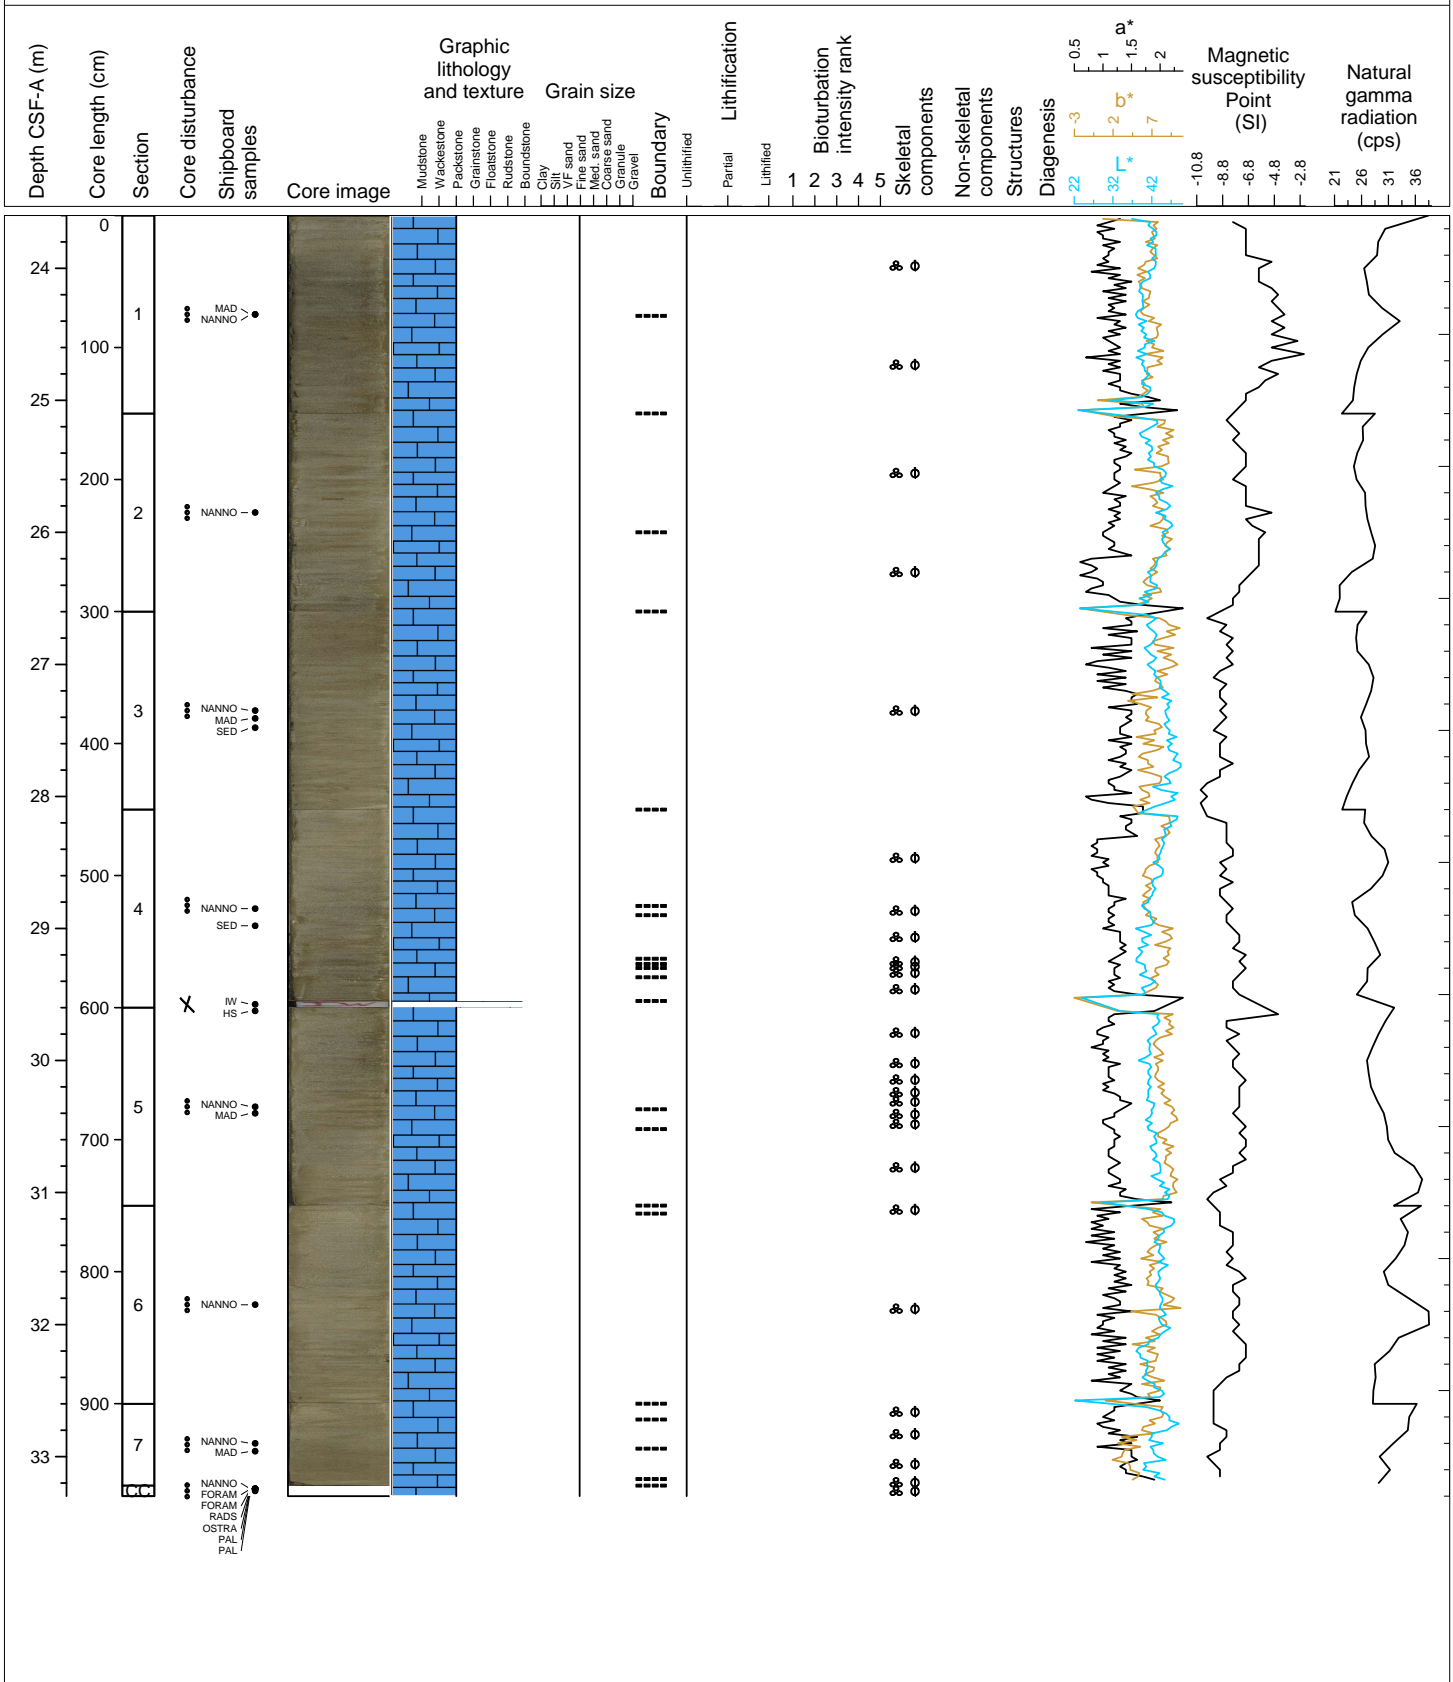 Depth CSF-A (m)
Core length (cm)
Section
Core disturbance
Shipboard
samples
Core image
Graphic
lithology
and texture
Mudstone
Wackestone
Packstone
Grainstone
Floatstone
Rudstone
Boundstone
Grain size
Clay
Silt
VF sand
Fine sand
Med. sand
Coarse sand
Granule
Gravel
Boundary
Lithification
Unlithified
Partial
Lithified
Bioturbation
intensity rank
1 2 3 4 5
Skeletal
components
Non-skeletal
components
Structures
Diagenesis
a*
0.5 1 1.5 2
b*
-3 2 7
L*
22 32 42
Magnetic
susceptibility
Point
(SI)
-10.8 -8.8 -6.8 -4.8 -2.8
Natural
gamma
radiation
(cps)
21 26 31 36
0
24
1
MAD
NANNO
100
25
200
2
NANNO
26
300
27
3
NANNO
MAD
SED
400
28
500
4
NANNO
29
SED
600
IW
HS
30
5
NANNO
MAD
700
31
800
6
NANNO
32
900
7
NANNO
MAD
33
CC
NANNO
FORAM
FORAM
RADS
OSTRA
PAL
PAL